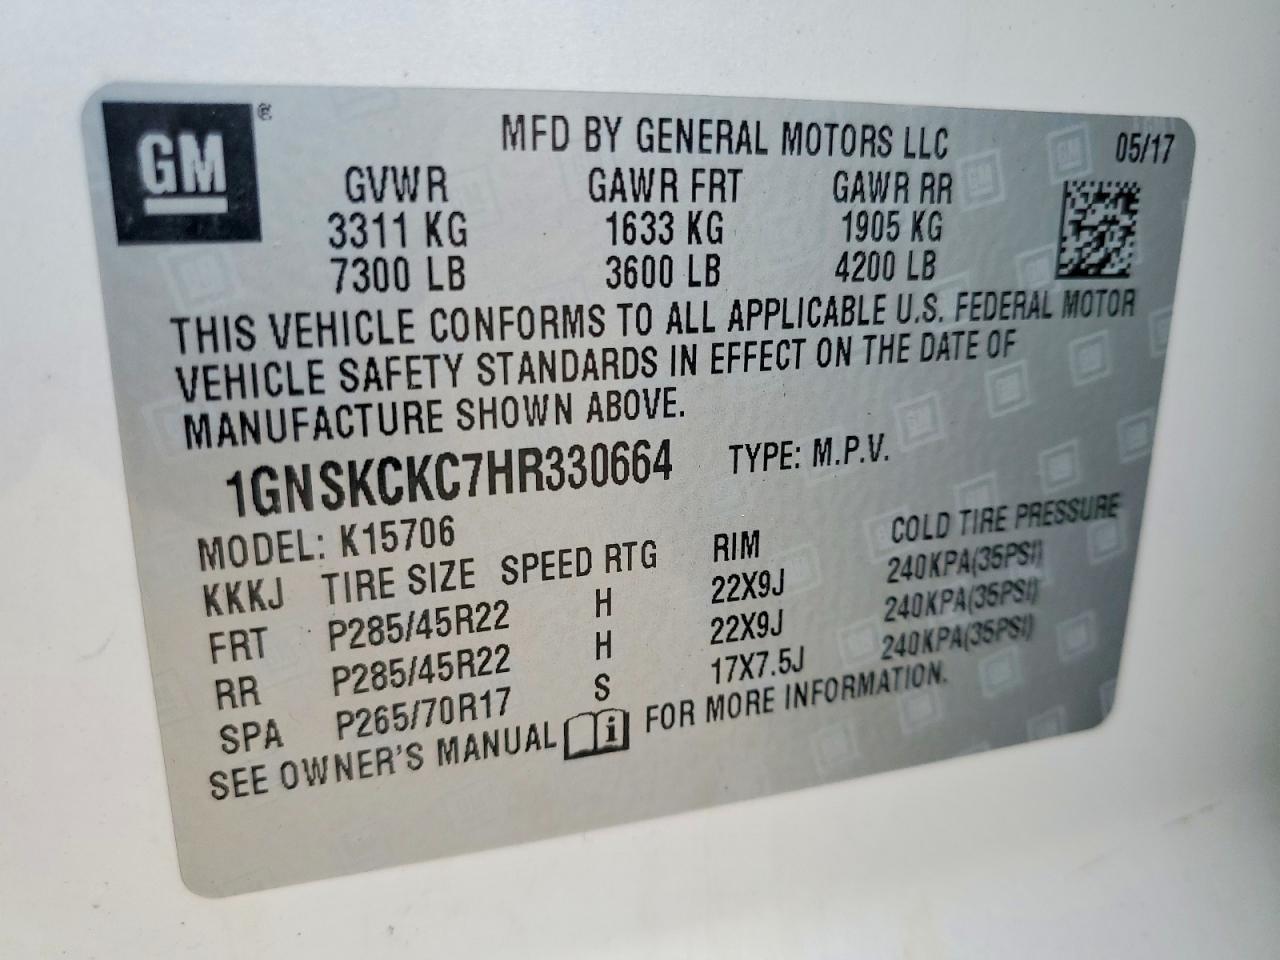 GM ®
MFD BY GENERAL MOTORS LLC 05/17
GVWR GAWR FRT GAWR RR
3311 KG 1633 KG 1905 KG
7300 LB 3600 LB 4200 LB
THIS VEHICLE CONFORMS TO ALL APPLICABLE U.S. FEDERAL MOTOR
VEHICLE SAFETY STANDARDS IN EFFECT ON THE DATE OF
MANUFACTURE SHOWN ABOVE.
1GNSKCKC7HR330664 TYPE: M.P.V.
MODEL: K15706
KKKJ TIRE SIZE SPEED RTG RIM COLD TIRE PRESSURE
FRT P285/45R22 H 22X9J 240KPA(35PSI)
RR P285/45R22 H 22X9J 240KPA(35PSI)
SPA P265/70R17 S 17X7.5J 240KPA(35PSI)
SEE OWNER'S MANUAL i FOR MORE INFORMATION.